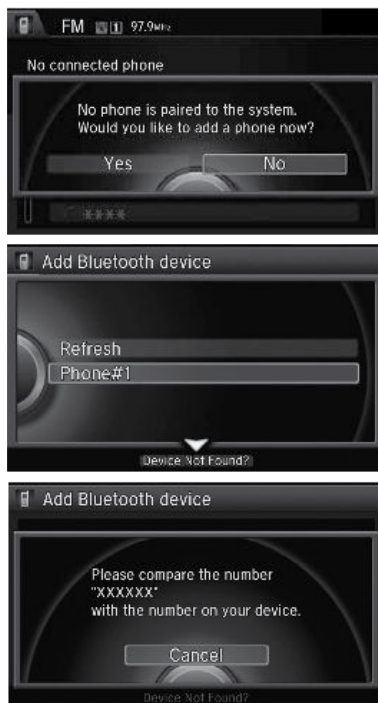 FM 1 97.9MHz
No connected phone
No phone is paired to the system.
Would you like to add a phone now?
Yes No
****
Add Bluetooth device
Refresh
Phone#1
Device Not Found?
Add Bluetooth device
Please compare the number
"XXXXXX"
with the number on your device.
Cancel
Device Not Found?